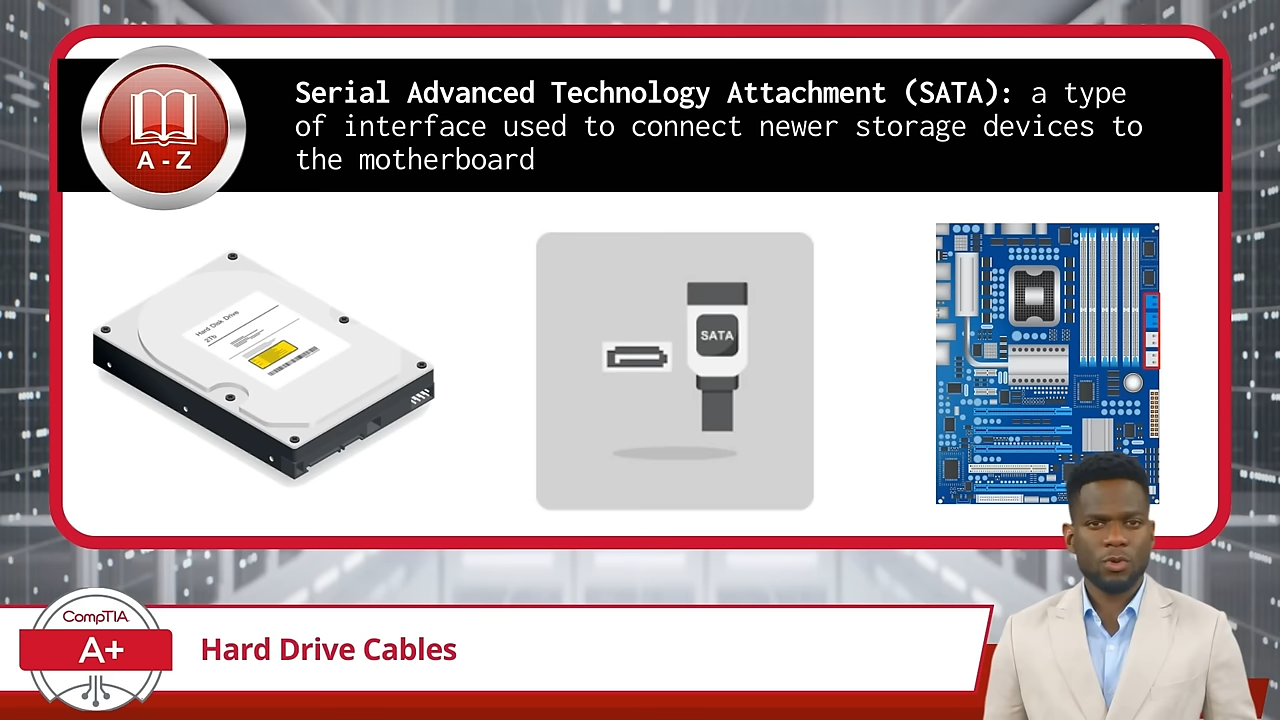 Serial Advanced Technology Attachment (SATA): a type
of interface used to connect newer storage devices to
the motherboard
A - Z
Hard Disk Drive
2Tb
SATA
CompTIA
A+
Hard Drive Cables